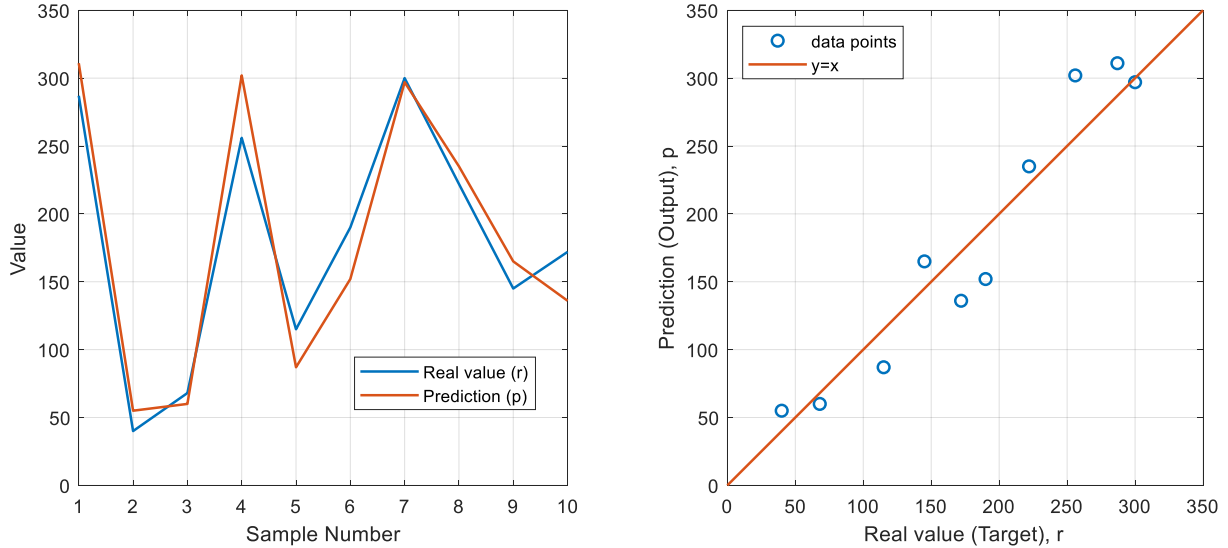 350
300
250
200
150
100
50
0
1 2 3 4 5 6 7 8 9 10
Value
Sample Number
Real value (r)
Prediction (p)
350
300
250
200
150
100
50
0
0 50 100 150 200 250 300 350
Prediction (Output), p
Real value (Target), r
data points
y=x